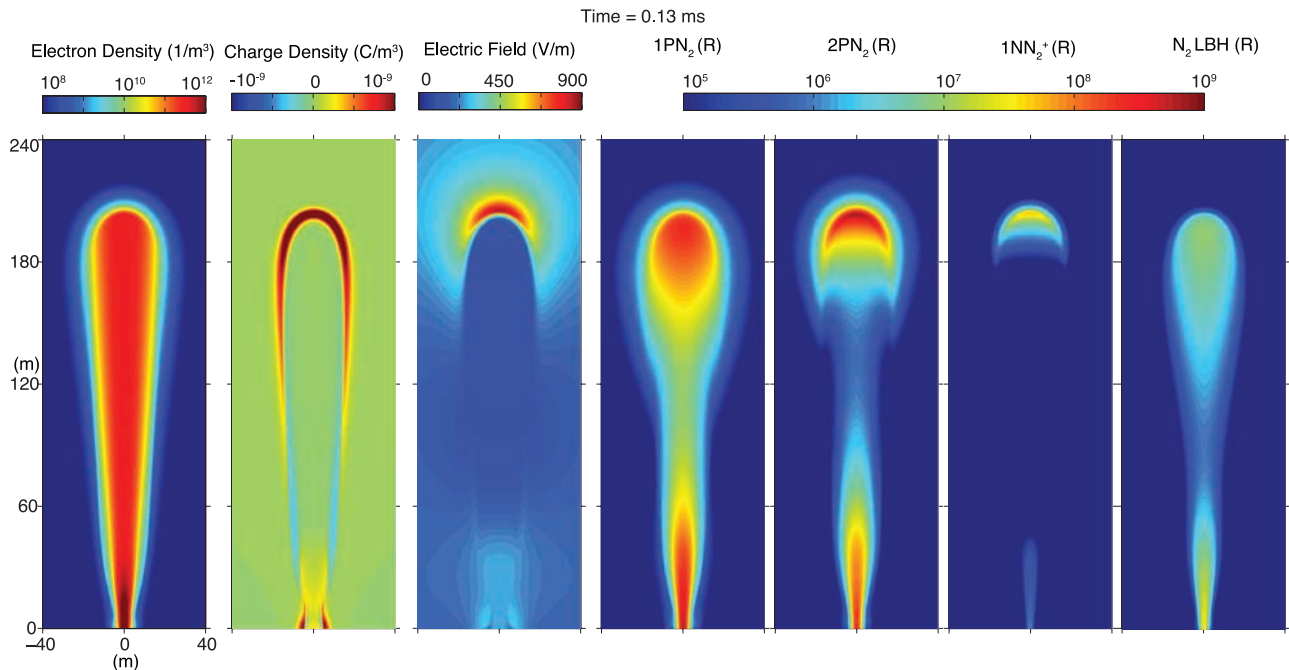 Time = 0.13 ms
Electron Density (1/m³) Charge Density (C/m³) Electric Field (V/m) 1PN₂ (R) 2PN₂ (R) 1NN₂⁺ (R) N₂ LBH (R)
10⁸ 10¹⁰ 10¹² -10⁻⁹ 0 10⁻⁹ 0 450 900 10⁵ 10⁶ 10⁷ 10⁸ 10⁹
240
180
(m)
120
60
0
−40 0 40
(m)